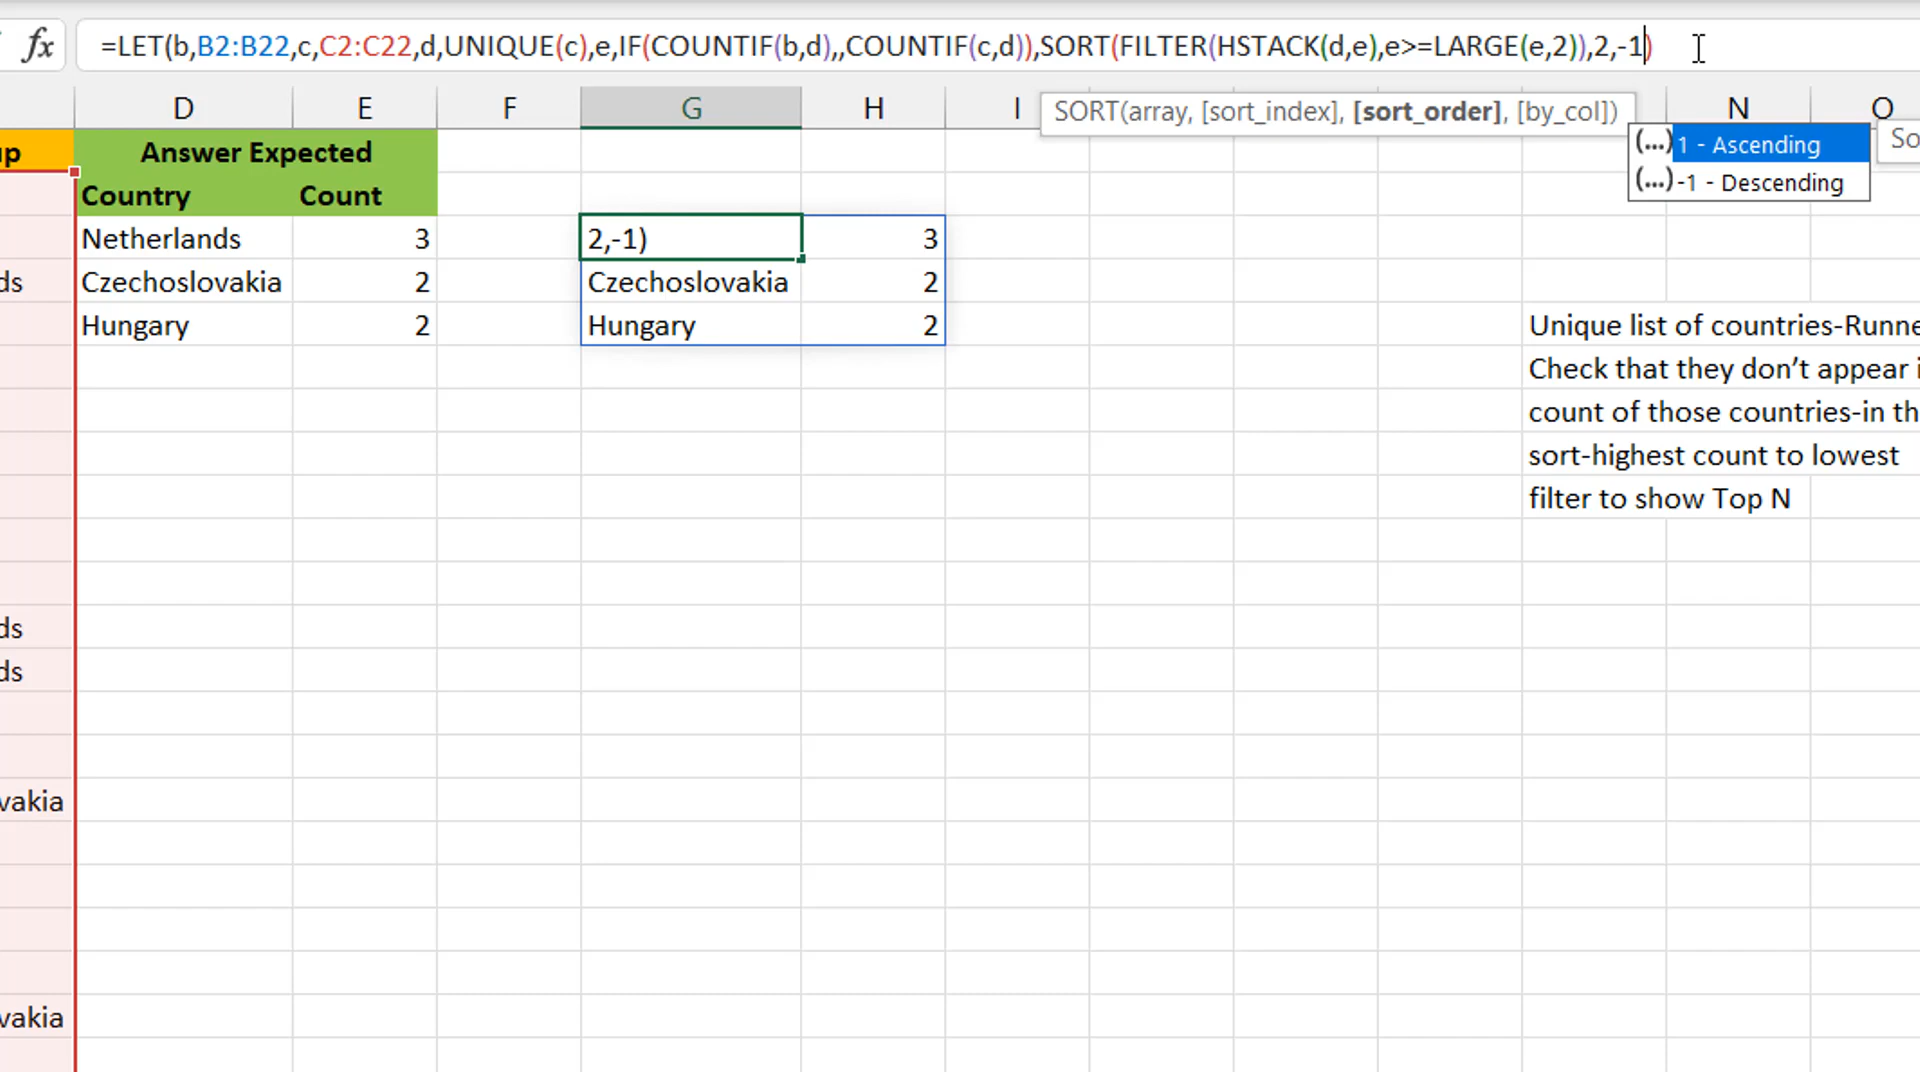 fx =LET(b,B2:B22,c,C2:C22,d,UNIQUE(c),e,IF(COUNTIF(b,d),,COUNTIF(c,d)),SORT(FILTER(HSTACK(d,e),e>=LARGE(e,2)),2,-1)
D E F G H I N O
SORT(array, [sort_index], [sort_order], [by_col])
(...) 1 - Ascending
(...) -1 - Descending
So
up Answer Expected
Country Count
Netherlands 3 2,-1) 3
ds Czechoslovakia 2 Czechoslovakia 2
Hungary 2 Hungary 2
Unique list of countries-Runne
Check that they don’t appear i
count of those countries-in th
sort-highest count to lowest
filter to show Top N
ds
ds
vakia
vakia